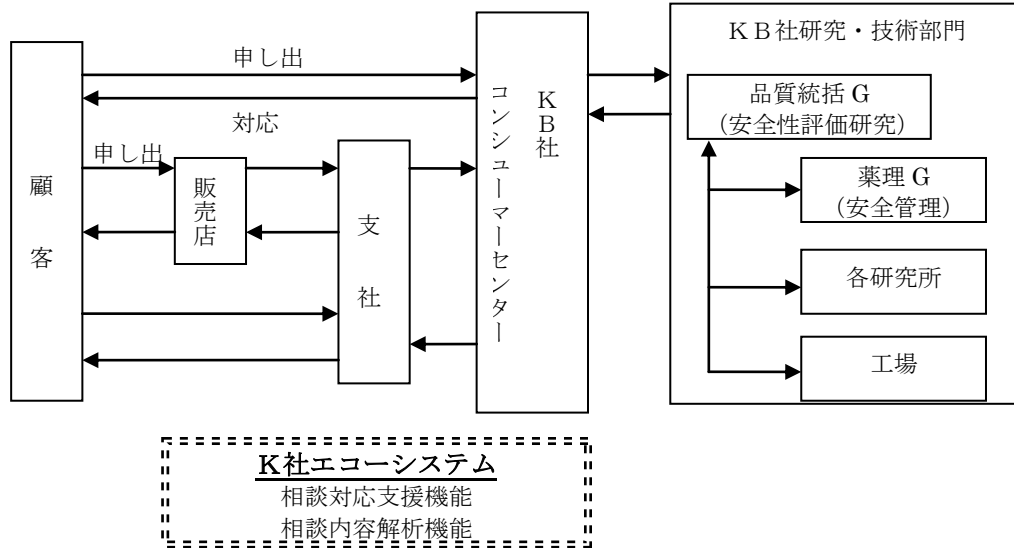 申し出
対応
申し出
顧客
販売店
支社
KB社
コンシューマーセンター
KB社研究・技術部門
品質統括 G
（安全性評価研究）
薬理 G
（安全管理）
各研究所
工場
K社エコーシステム
相談対応支援機能
相談内容解析機能